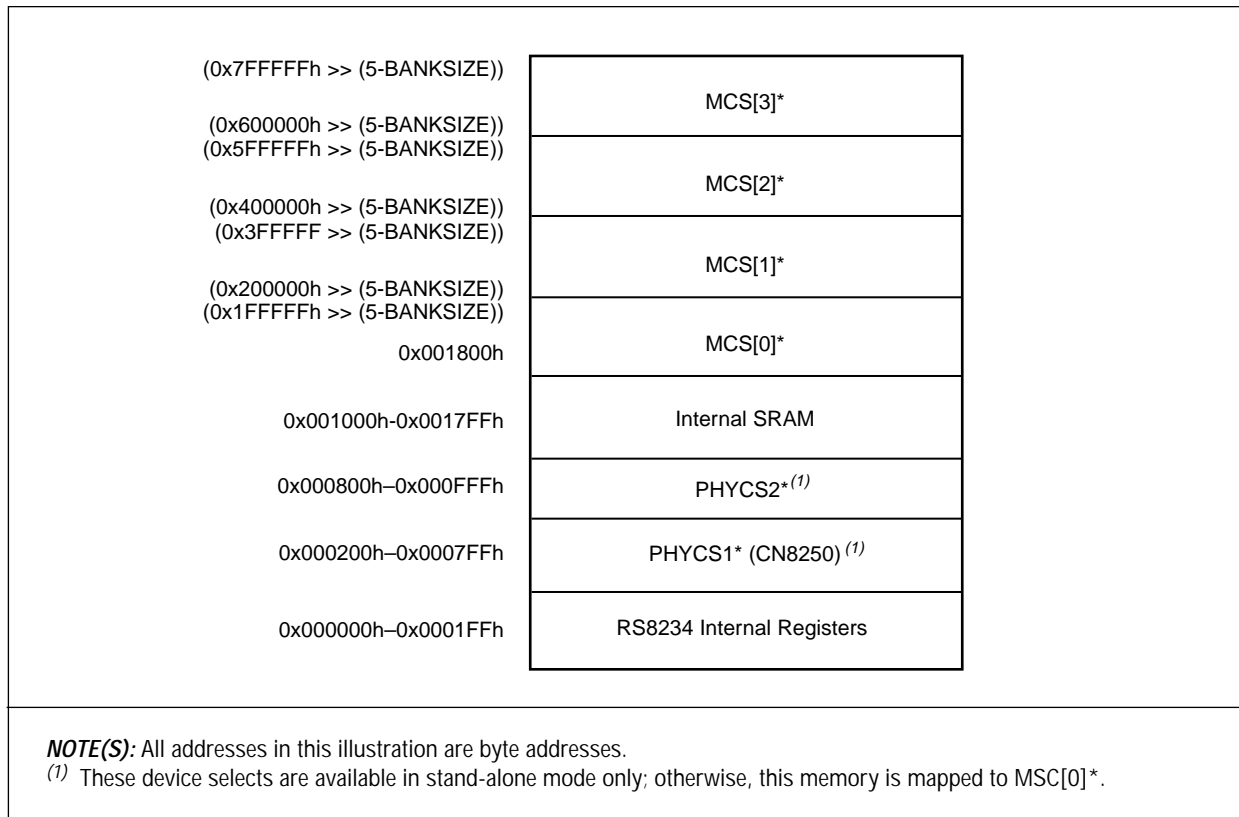 (0x7FFFFFh >> (5-BANKSIZE))
MCS[3]*
(0x600000h >> (5-BANKSIZE))
(0x5FFFFFh >> (5-BANKSIZE))
MCS[2]*
(0x400000h >> (5-BANKSIZE))
(0x3FFFFF >> (5-BANKSIZE))
MCS[1]*
(0x200000h >> (5-BANKSIZE))
(0x1FFFFFh >> (5-BANKSIZE))
MCS[0]*
0x001800h
0x001000h-0x0017FFh
Internal SRAM
0x000800h–0x000FFFh
PHYCS2*(1)
0x000200h–0x0007FFh
PHYCS1* (CN8250) (1)
0x000000h–0x0001FFh
RS8234 Internal Registers
NOTE(S): All addresses in this illustration are byte addresses.
(1) These device selects are available in stand-alone mode only; otherwise, this memory is mapped to MSC[0]*.